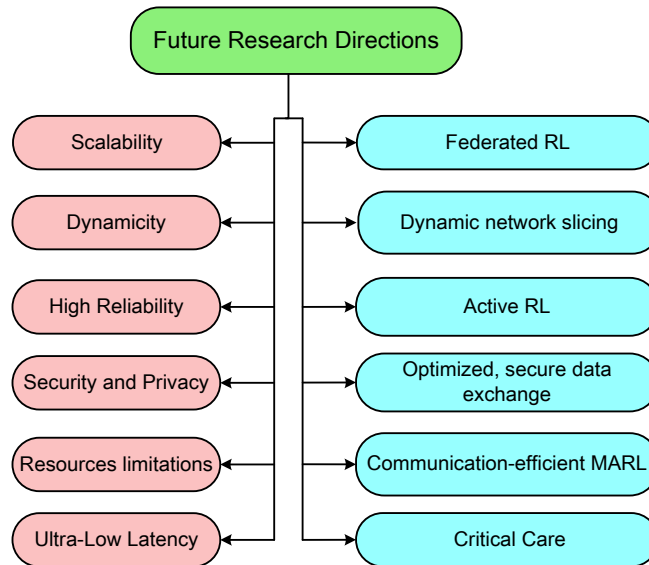 Future Research Directions
Scalability
Federated RL
Dynamicity
Dynamic network slicing
High Reliability
Active RL
Security and Privacy
Optimized, secure data
exchange
Resources limitations
Communication-efficient MARL
Ultra-Low Latency
Critical Care